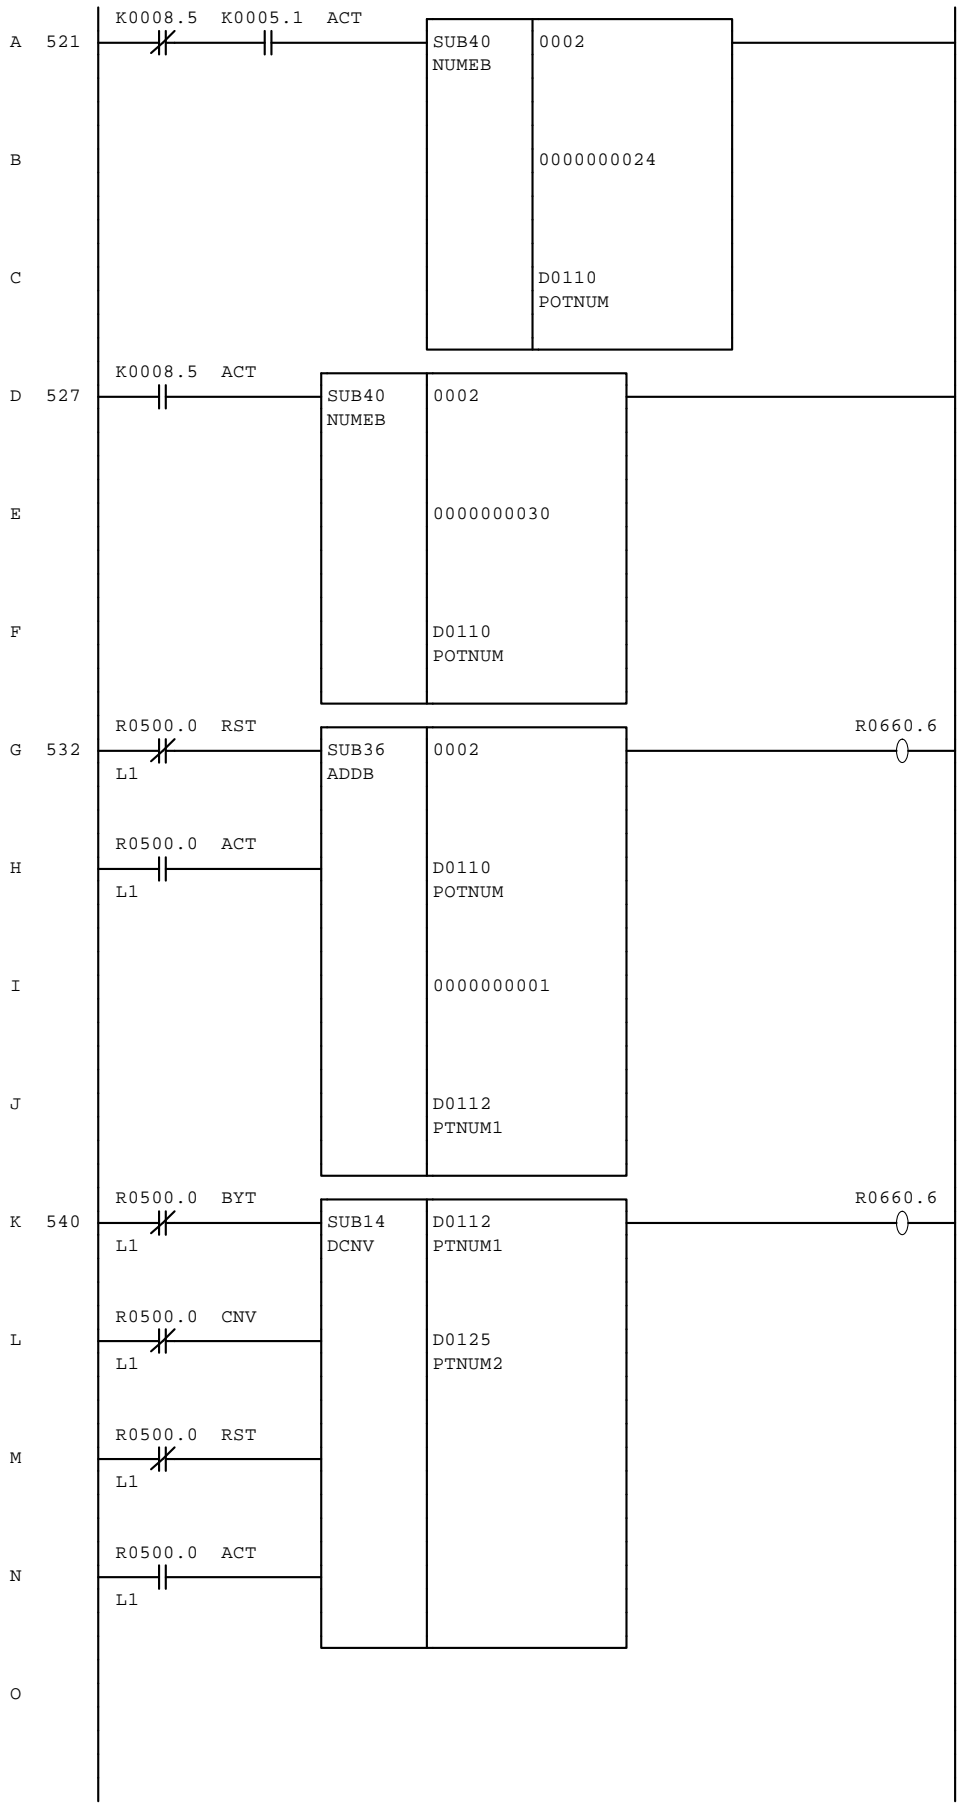 K0008.5 K0005.1 ACT
A 521 SUB40 0002
NUMEB
B 0000000024
C D0110
POTNUM
K0008.5 ACT
D 527 SUB40 0002
NUMEB
E 0000000030
F D0110
POTNUM
R0500.0 RST R0660.6
G 532 SUB36 0002
L1 ADDB
R0500.0 ACT
H D0110
L1 POTNUM
I 0000000001
J D0112
PTNUM1
R0500.0 BYT R0660.6
K 540 SUB14 D0112
L1 DCNV PTNUM1
R0500.0 CNV
L D0125
L1 PTNUM2
R0500.0 RST
M
L1
R0500.0 ACT
N
L1
O